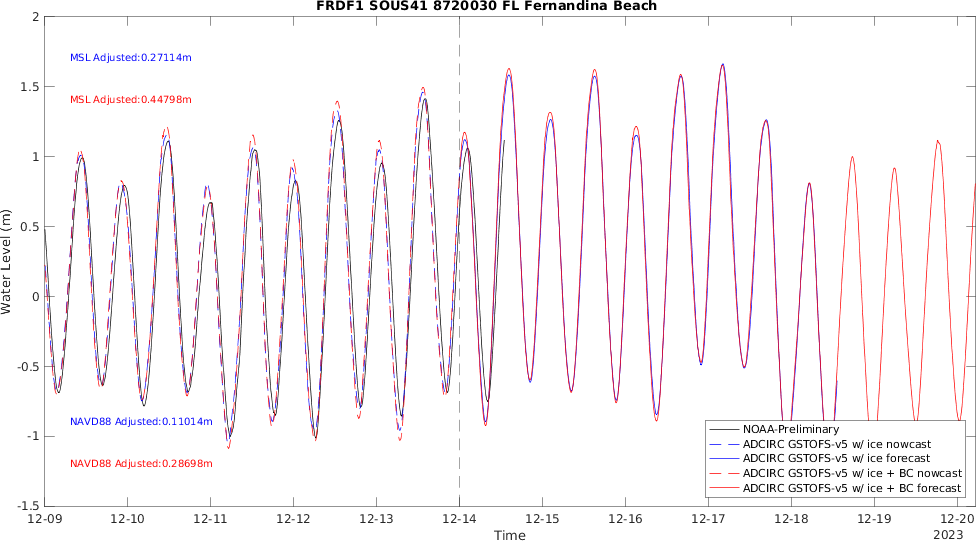 FRDF1 SOUS41 8720030 FL Fernandina Beach
2
1.5
1
0.5
0
-0.5
-1
-1.5
Water Level (m)
MSL Adjusted:0.27114m
MSL Adjusted:0.44798m
NAVD88 Adjusted:0.11014m
NAVD88 Adjusted:0.28698m
NOAA-Preliminary
ADCIRC GSTOFS-v5 w/ ice nowcast
ADCIRC GSTOFS-v5 w/ ice forecast
ADCIRC GSTOFS-v5 w/ ice + BC nowcast
ADCIRC GSTOFS-v5 w/ ice + BC forecast
12-09 12-10 12-11 12-12 12-13 12-14 12-15 12-16 12-17 12-18 12-19 12-20
Time
2023